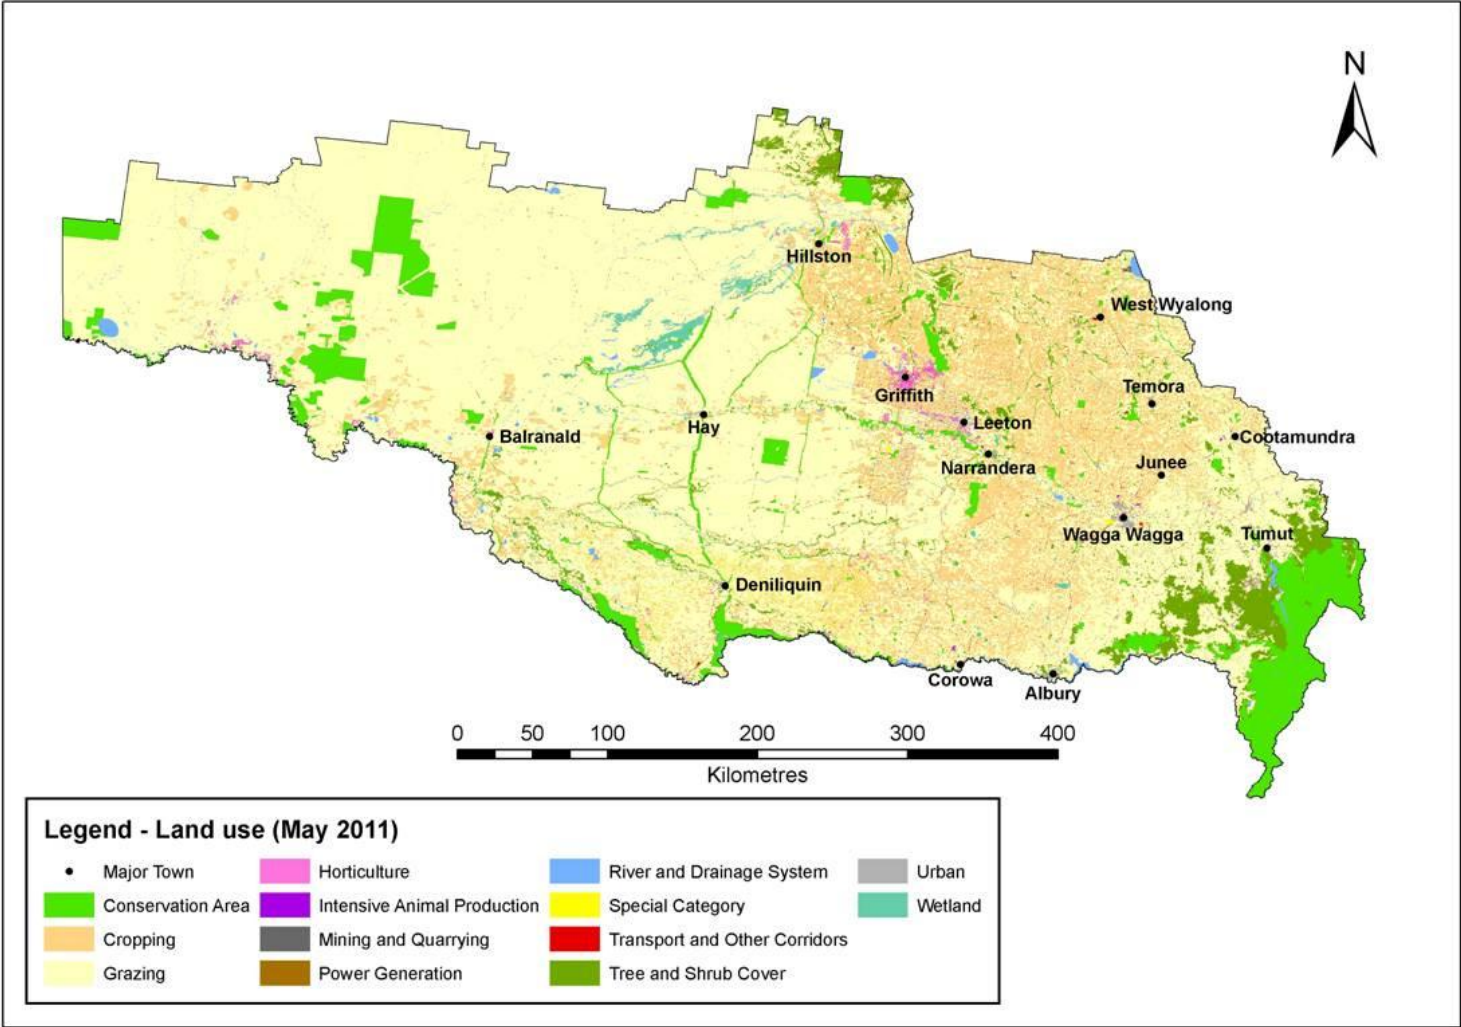 N
Hillston
West Wyalong
Temora
Griffith
Leeton
Hay
Balranald
Cootamundra
Narrandera
Junee
Wagga Wagga
Tumut
Deniliquin
Corowa
Albury
0 50 100 200 300 400
Kilometres
Legend - Land use (May 2011)
Major Town
Conservation Area
Cropping
Grazing
Horticulture
Intensive Animal Production
Mining and Quarrying
Power Generation
River and Drainage System
Special Category
Transport and Other Corridors
Tree and Shrub Cover
Urban
Wetland